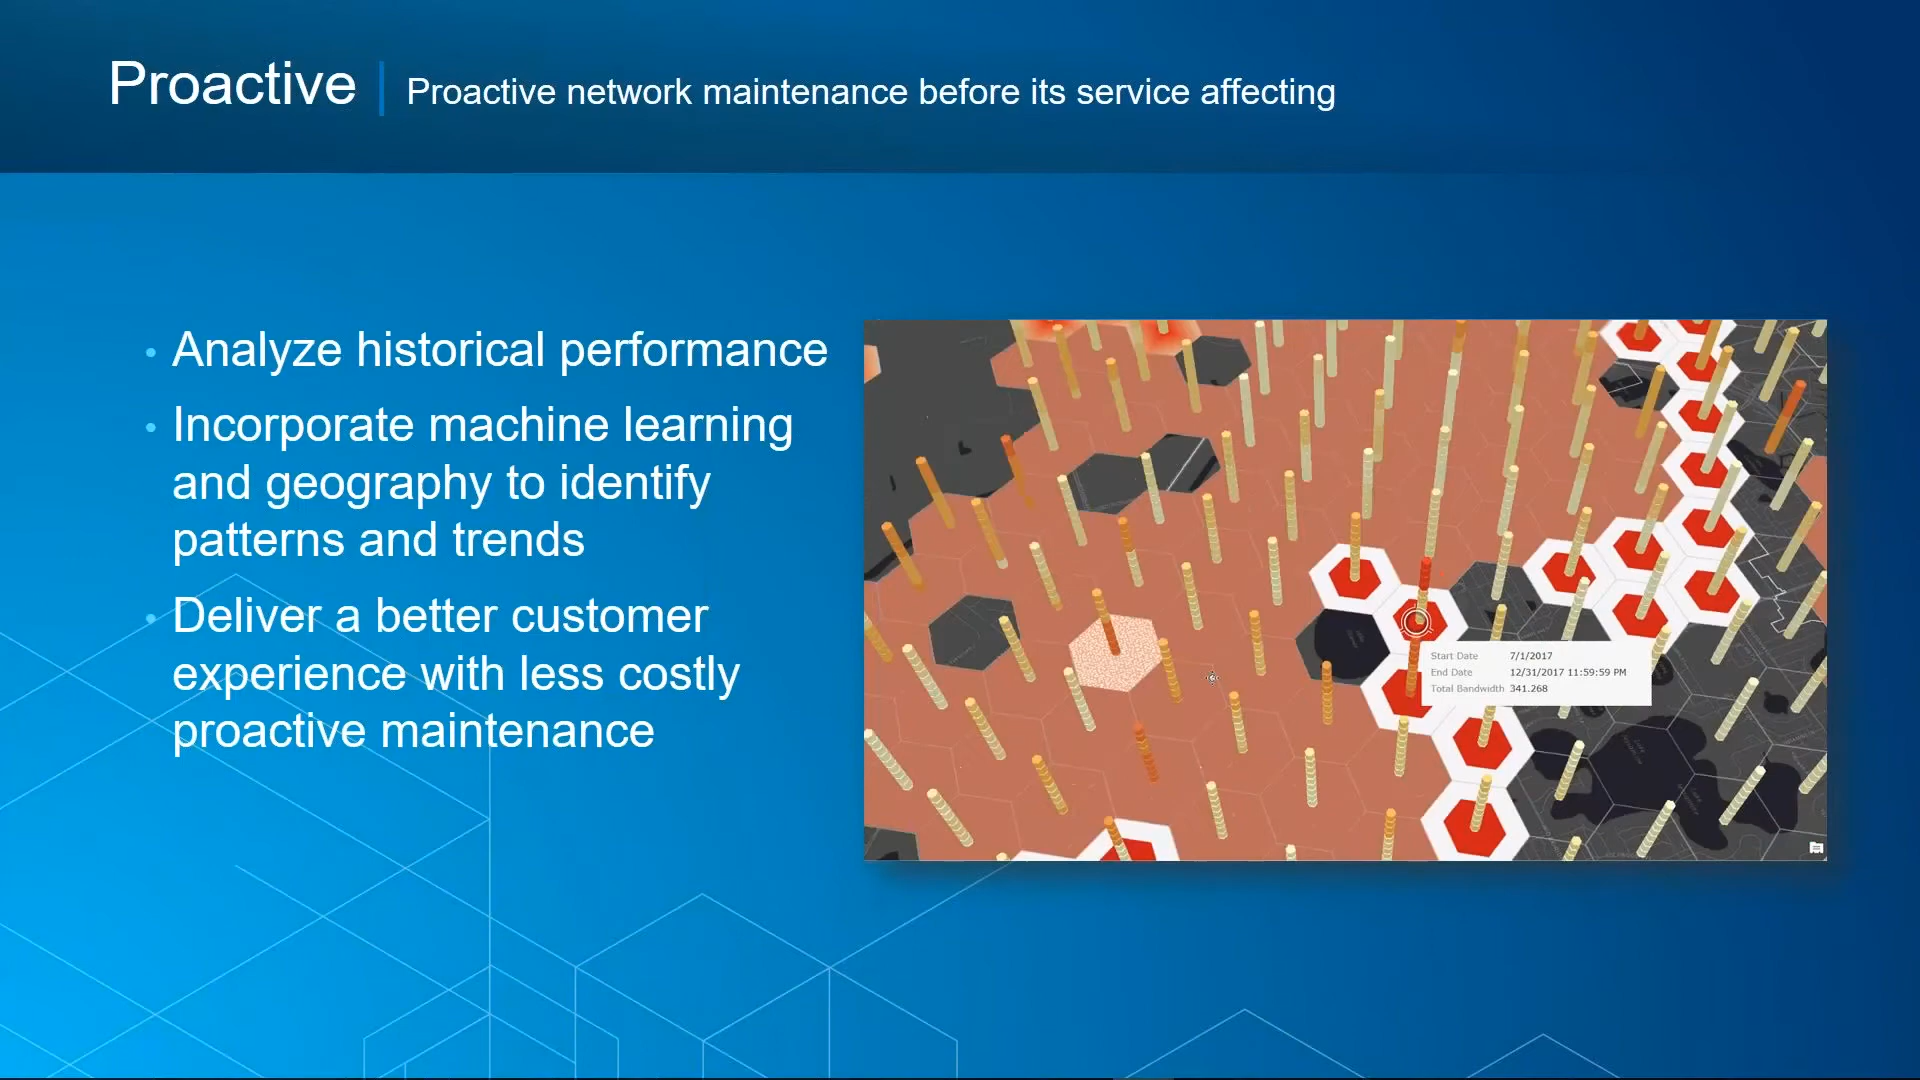 Proactive
Proactive network maintenance before its service affecting
• Analyze historical performance
• Incorporate machine learning
and geography to identify
patterns and trends
• Deliver a better customer
experience with less costly
proactive maintenance
Start Date 7/1/2017
End Date 12/31/2017 11:59:59 PM
Total Bandwidth 341.268